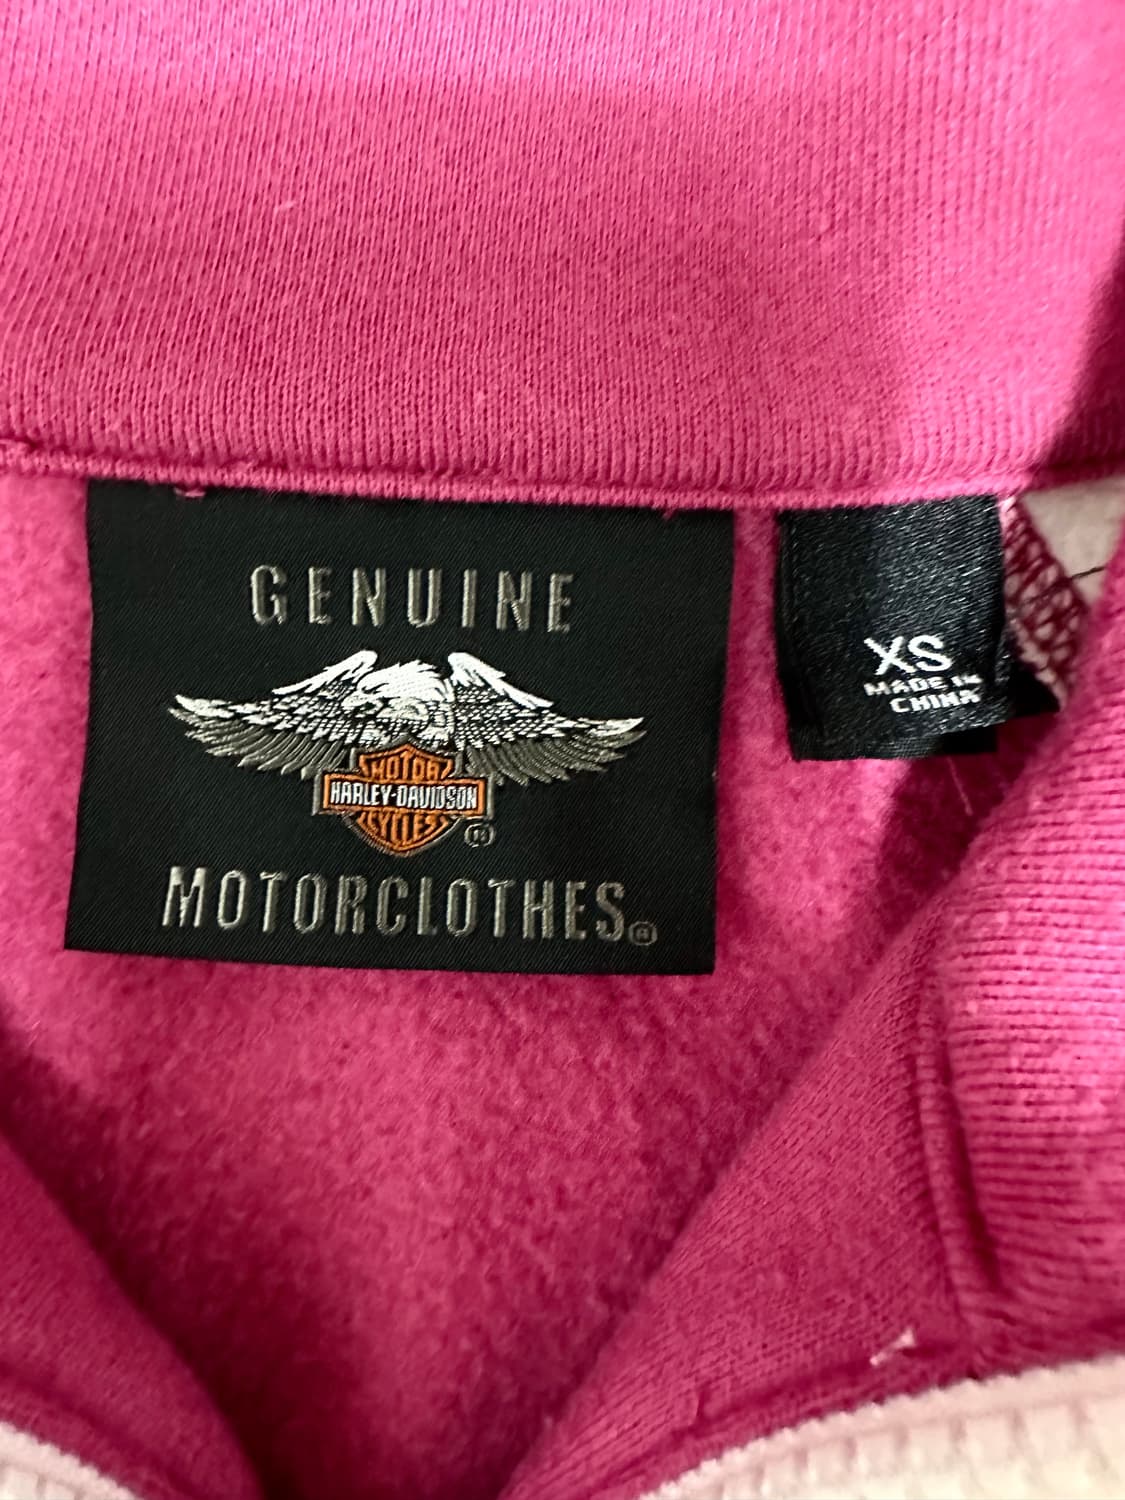 GENUINE
MOTOR
HARLEY-DAVIDSON
CYCLES
MOTORCLOTHES®
XS
MADE IN
CHINA